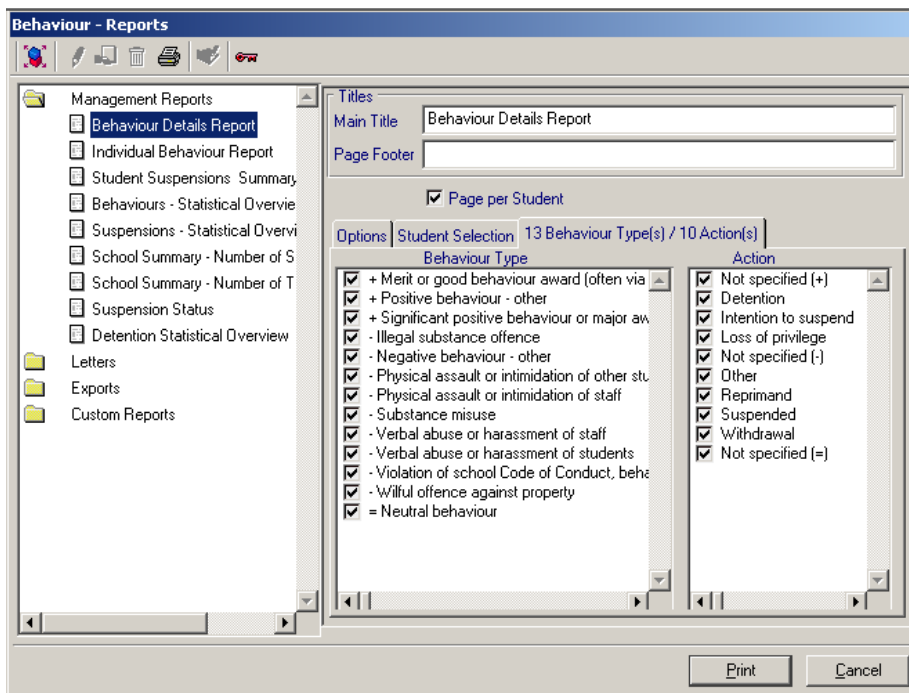 Behaviour - Reports
Management Reports
Behaviour Details Report
Individual Behaviour Report
Student Suspensions Summary
Behaviours - Statistical Overvie
Suspensions - Statistical Overvi
School Summary - Number of S
School Summary - Number of T
Suspension Status
Detention Statistical Overview
Letters
Exports
Custom Reports
Titles
Main Title Behaviour Details Report
Page Footer
Page per Student
Options Student Selection 13 Behaviour Type(s) / 10 Action(s)
Behaviour Type
+ Merit or good behaviour award (often via
+ Positive behaviour - other
+ Significant positive behaviour or major aw
- Illegal substance offence
- Negative behaviour - other
- Physical assault or intimidation of other stu
- Physical assault or intimidation of staff
- Substance misuse
- Verbal abuse or harassment of staff
- Verbal abuse or harassment of students
- Violation of school Code of Conduct, beha
- Wilful offence against property
= Neutral behaviour
Action
Not specified (+)
Detention
Intention to suspend
Loss of privilege
Not specified (-)
Other
Reprimand
Suspended
Withdrawal
Not specified (=)
Print Cancel